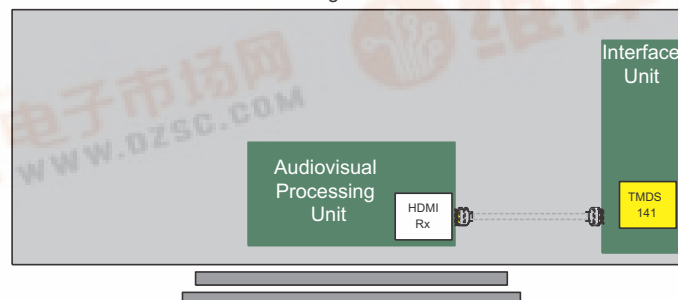 Interface
Unit
Audiovisual
Processing
Unit
HDMI
Rx
TMDS
141
电子市场网
WWW.DZSC.COM